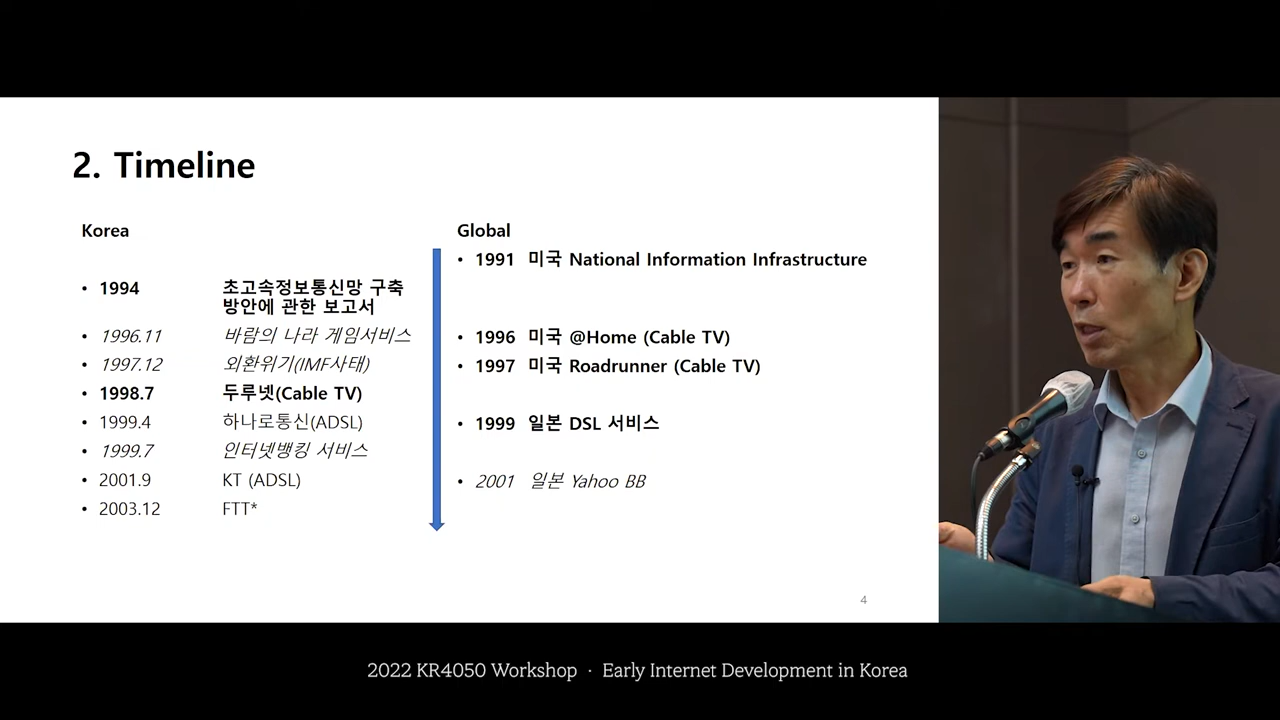 2. Timeline
Korea
• 1994 초고속정보통신망 구축
방안에 관한 보고서
• 1996.11 바람의 나라 게임서비스
• 1997.12 외환위기(IMF사태)
• 1998.7 두루넷(Cable TV)
• 1999.4 하나로통신(ADSL)
• 1999.7 인터넷뱅킹 서비스
• 2001.9 KT (ADSL)
• 2003.12 FTT*
Global
• 1991 미국 National Information Infrastructure
• 1996 미국 @Home (Cable TV)
• 1997 미국 Roadrunner (Cable TV)
• 1999 일본 DSL 서비스
• 2001 일본 Yahoo BB
4
2022 KR4050 Workshop · Early Internet Development in Korea